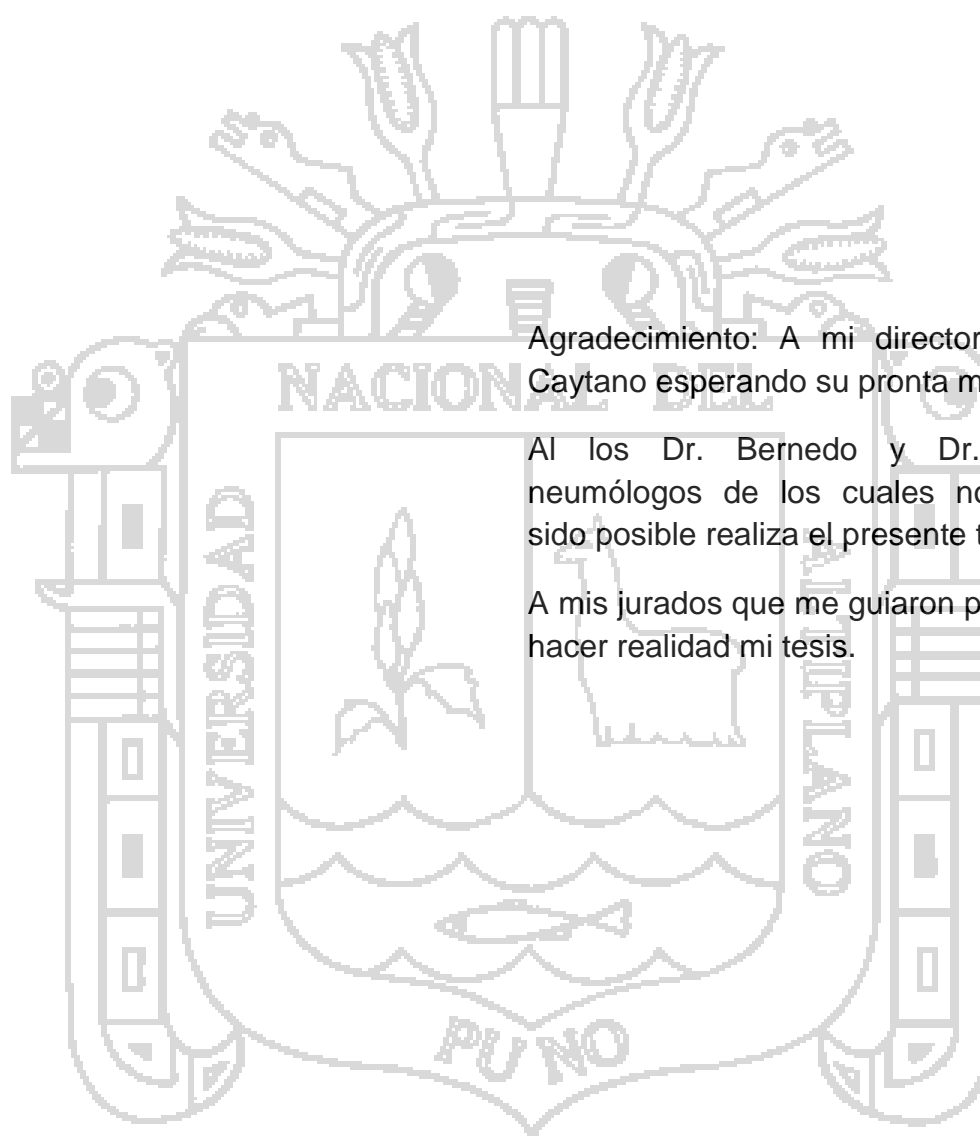 Agradecimiento: A mi director
Caytano esperando su pronta
Al los Dr. Bernedo y Dr.
neumólogos de los cuales
sido posible realiza el presente
A mis jurados que me guiaron
hacer realidad mi tesis.
NACIONAL DEL
UNIVERSIDAD
ALTIPLANO
PUNO